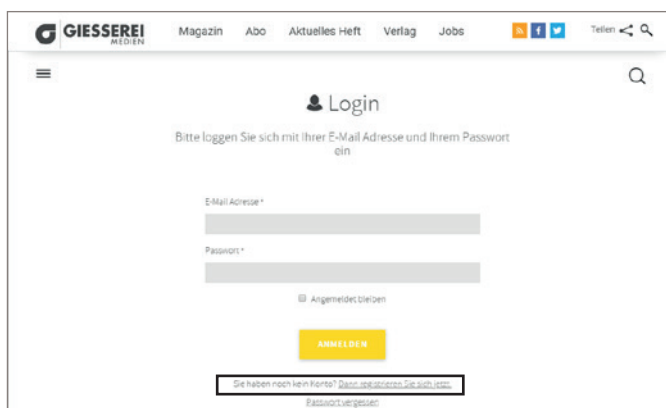 GIESSEREI
MEDIEN
Magazin Abo Aktuelles Heft Verlag Jobs Teilen
Login
Bitte loggen Sie sich mit Ihrer E-Mail Adresse und Ihrem Passwort
ein
E-Mail Adresse *
Passwort *
Angemeldet bleiben
ANMELDEN
Sie haben noch kein Konto? Dann registrieren Sie sich jetzt.
Passwort vergessen